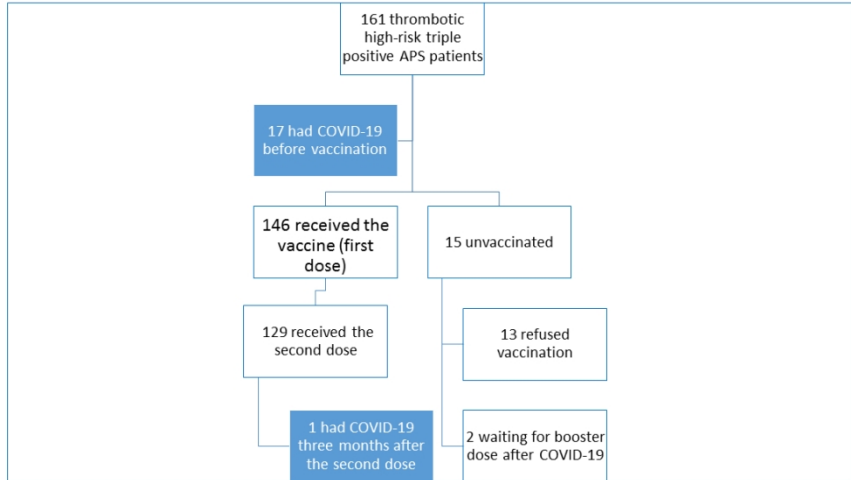 161 thrombotic
high-risk triple
positive APS patients
17 had COVID-19
before vaccination
146 received the
vaccine (first
dose)
15 unvaccinated
129 received the
second dose
13 refused
vaccination
1 had COVID-19
three months after
the second dose
2 waiting for booster
dose after COVID-19